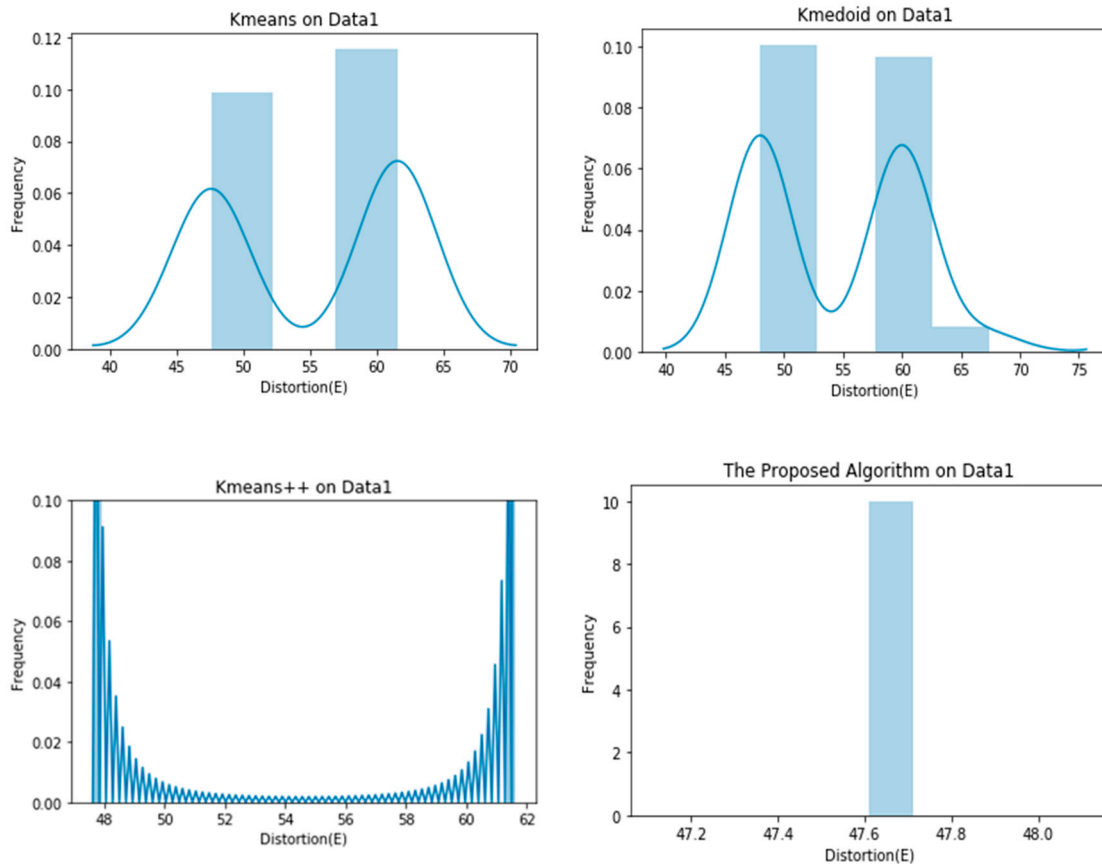 Kmeans on Data1
0.12
0.10
0.08
0.06
0.04
0.02
0.00
Frequency
40 45 50 55 60 65 70
Distortion(E)
Kmedoid on Data1
0.10
0.08
0.06
0.04
0.02
0.00
Frequency
40 45 50 55 60 65 70 75
Distortion(E)
Kmeans++ on Data1
0.10
0.08
0.06
0.04
0.02
0.00
Frequency
48 50 52 54 56 58 60 62
Distortion(E)
The Proposed Algorithm on Data1
10
8
6
4
2
0
Frequency
47.2 47.4 47.6 47.8 48.0
Distortion(E)